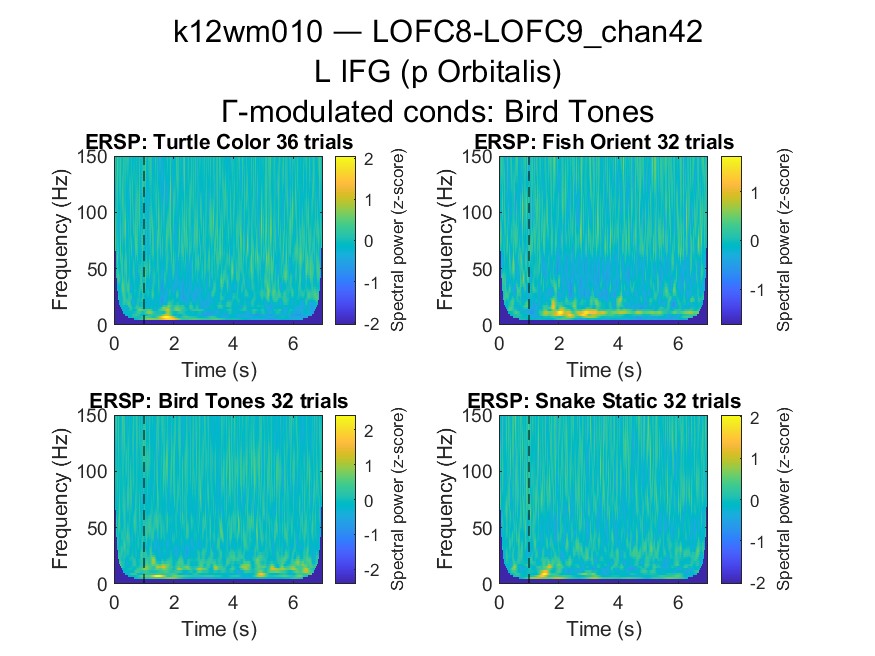 k12wm010 — LOFC8-LOFC9_chan42
L IFG (p Orbitalis)
Γ-modulated conds: Bird Tones
ERSP: Turtle Color 36 trials
150
100
50
0
Frequency (Hz)
0 2 4 6
Time (s)
2
1
0
-1
-2
Spectral power (z-score)
ERSP: Fish Orient 32 trials
150
100
50
0
Frequency (Hz)
0 2 4 6
Time (s)
1
0
-1
Spectral power (z-score)
ERSP: Bird Tones 32 trials
150
100
50
0
Frequency (Hz)
0 2 4 6
Time (s)
2
1
0
-1
-2
Spectral power (z-score)
ERSP: Snake Static 32 trials
150
100
50
0
Frequency (Hz)
0 2 4 6
Time (s)
2
1
0
-1
-2
Spectral power (z-score)